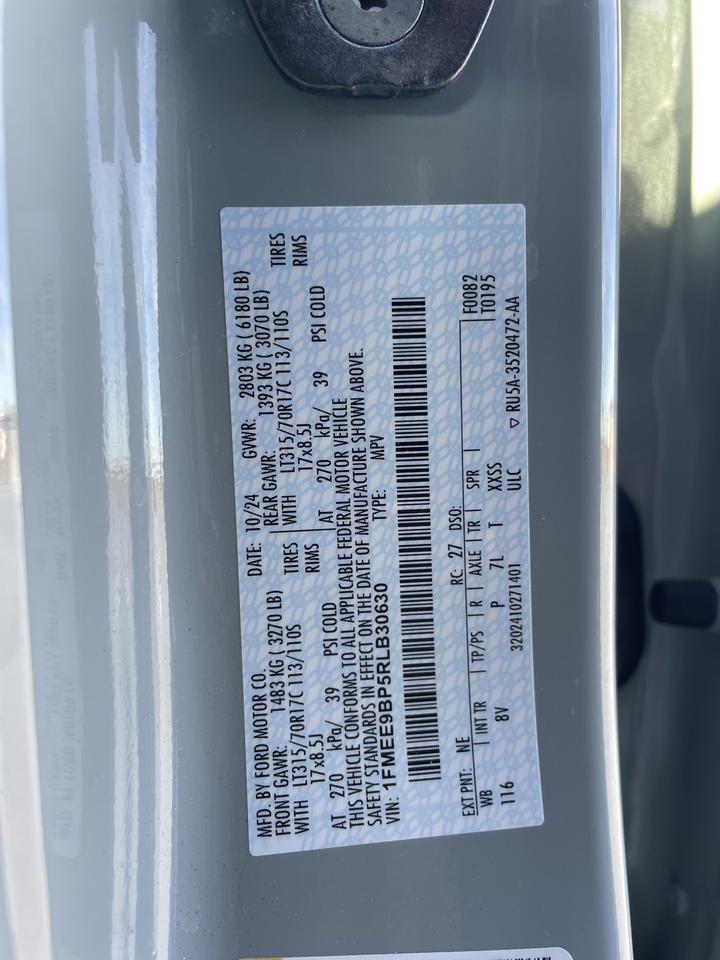 MFD. BY FORD MOTOR CO.
DATE: 10/24 GVWR: 2803 KG ( 6180 LB)
FRONT GAWR: 1483 KG ( 3270 LB) REAR GAWR: 1393 KG ( 3070 LB)
WITH LT315/70R17C 113/110S TIRES WITH LT315/70R17C 113/110S TIRES
17x8.5J RIMS 17x8.5J RIMS
AT 270 kPa/ 39 PSI COLD AT 270 kPa/ 39 PSI COLD
THIS VEHICLE CONFORMS TO ALL APPLICABLE FEDERAL MOTOR VEHICLE
SAFETY STANDARDS IN EFFECT ON THE DATE OF MANUFACTURE SHOWN ABOVE.
VIN: 1FMEE9BP5RLB30630 TYPE: MPV
EXT PNT: NE RC: 27 DSO: F0082
WB INT TR TP/PS R AXLE TR SPR T0195
116 8V P 7L T XXSS
3202410271401 ULC ▽ RU5A-3520472-AA